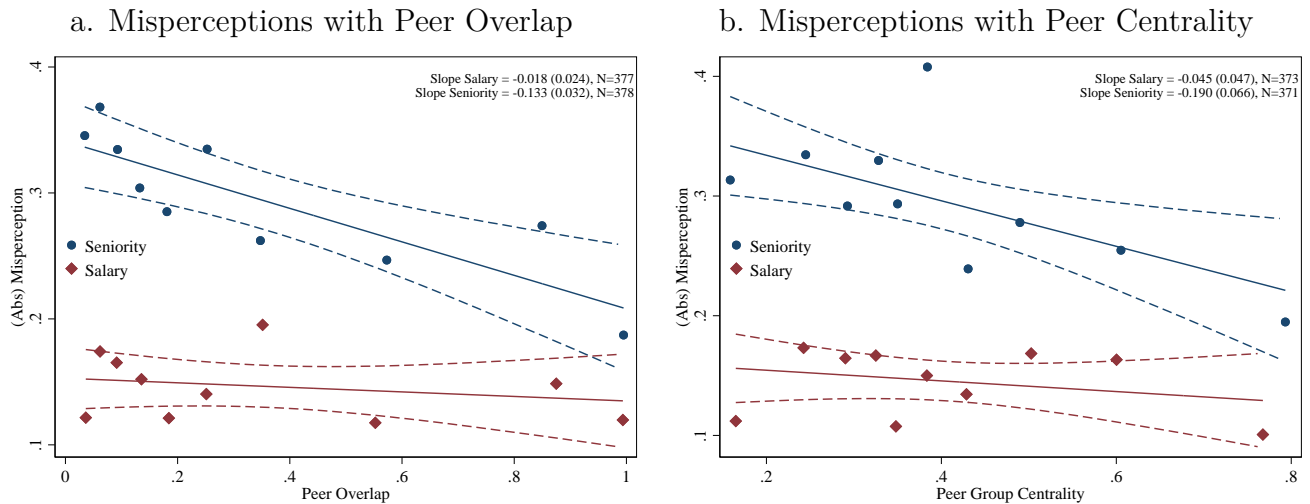 a. Misperceptions with Peer Overlap
Slope Salary = -0.018 (0.024), N=377
Slope Seniority = -0.133 (0.032), N=378
(Abs) Misperception
.4
.3
.2
.1
Seniority
Salary
0
.2
.4
.6
.8
1
Peer Overlap
b. Misperceptions with Peer Centrality
Slope Salary = -0.045 (0.047), N=373
Slope Seniority = -0.190 (0.066), N=371
(Abs) Misperception
.4
.3
.2
.1
Seniority
Salary
.2
.4
.6
.8
Peer Group Centrality